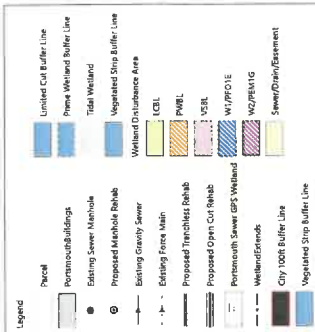 Legend
Parcel
PortsmouthBuildings
Existing Sewer Manhole
Proposed Manhole Rehab
Existing Gravity Sewer
Existing Force Main
Proposed Trenchless Rehab
Proposed Open Cut Rehab
Portsmouth Sewer GPS Wetland
WetlandExtends
City 100ft Buffer Line
Vegetated Strip Buffer Line
Limited Cut Buffer Line
Prime Wetland Buffer Line
Tidal Wetland
Vegetated Strip Buffer Line
Wetland Disturbance Area
LCBL
PWBL
VSBL
W1/PFO1E
W2/PEM1G
Sewer/Drain/Easement